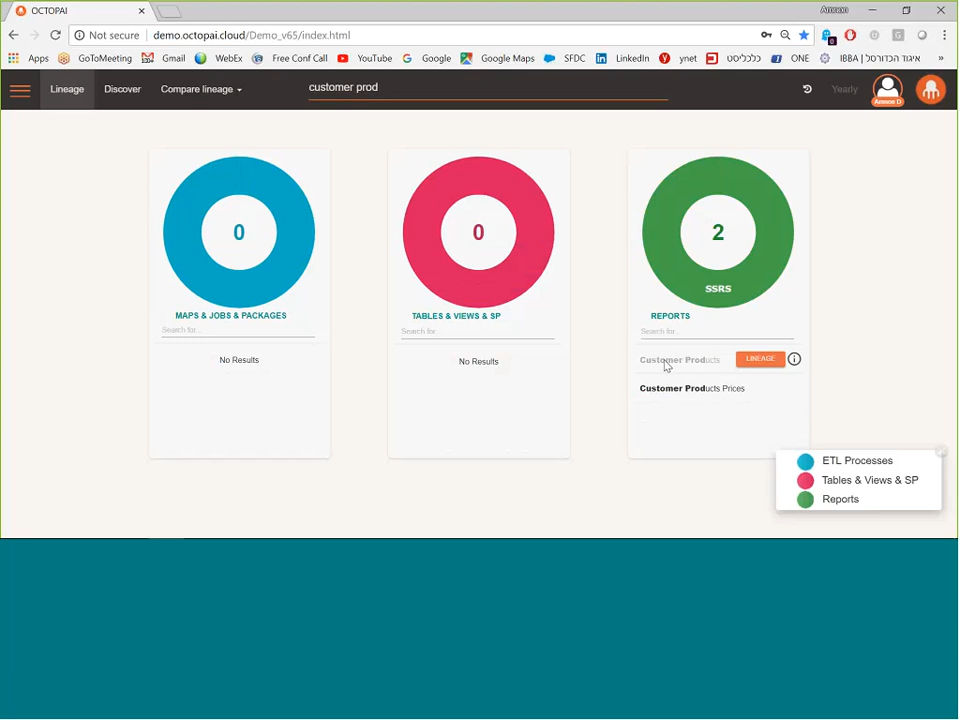 OCTOPAI
Amnon
Not secure demo.octopai.cloud/Demo_v65/index.html
Apps GoToMeeting Gmail WebEx Free Conf Call YouTube Google Google Maps SFDC LinkedIn ynet כלכליסט ONE איגוד הכדורסל | IBBA »
Lineage Discover Compare lineage customer prod Yearly
Amnon D
0 0 2
SSRS
MAPS & JOBS & PACKAGES TABLES & VIEWS & SP REPORTS
Search for... Search for... Search for...
No Results No Results Customer Products LINEAGE
Customer Products Prices
ETL Processes
Tables & Views & SP
Reports